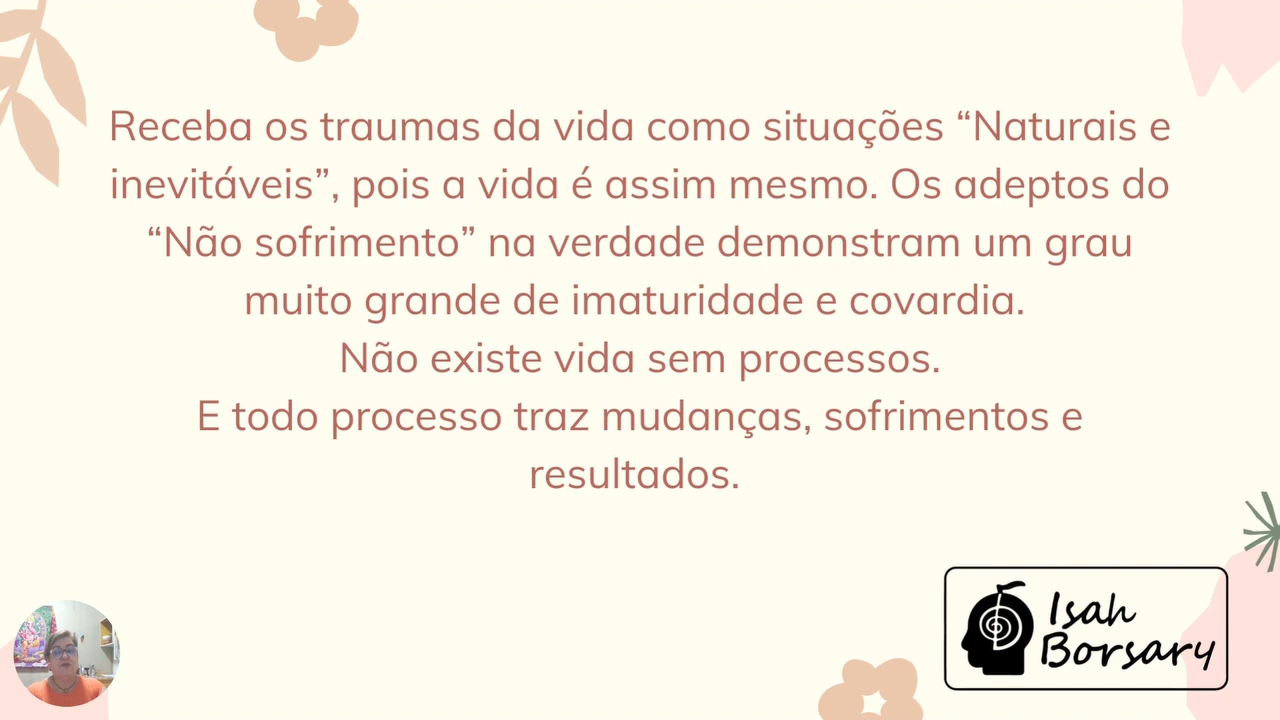 Receba os traumas da vida como situações “Naturais e
inevitáveis”, pois a vida é assim mesmo. Os adeptos do
“Não sofrimento” na verdade demonstram um grau
muito grande de imaturidade e covardia.
Não existe vida sem processos.
E todo processo traz mudanças, sofrimentos e
resultados.
Isah
Borsary